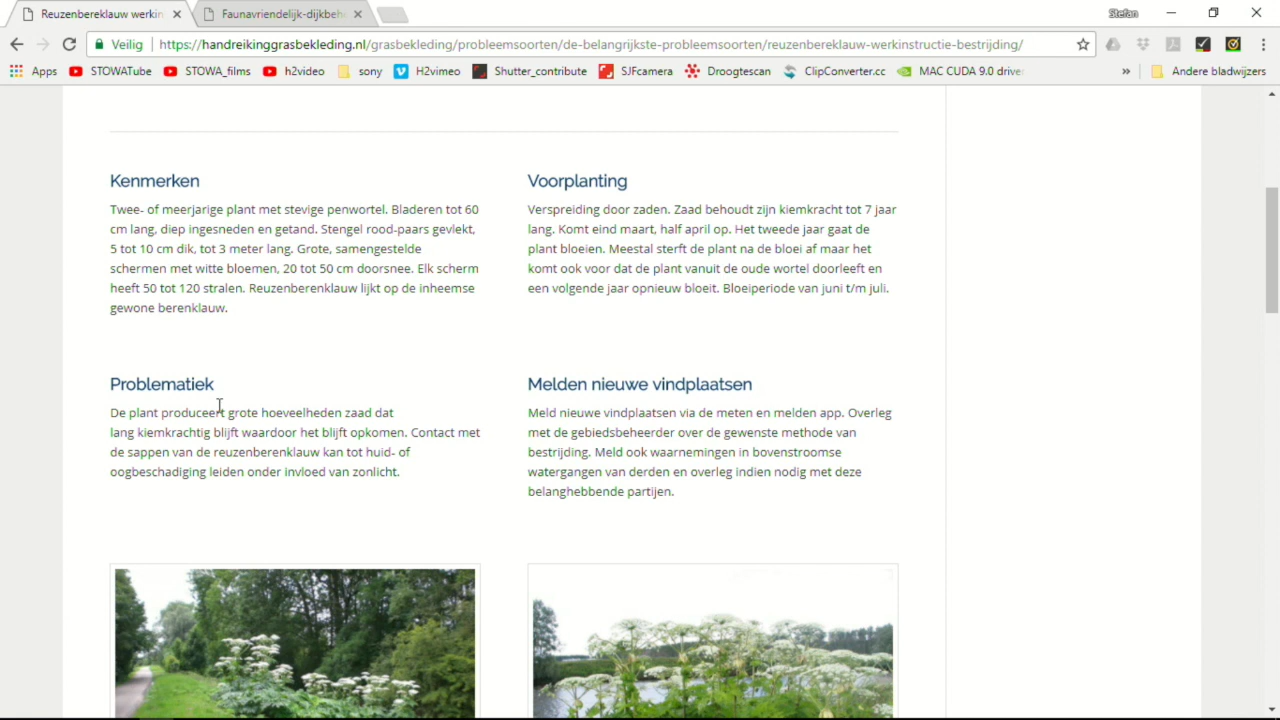 Reuzenbereklauw werkin
Faunavriendelijk-dijkbeh
Stefan
Veilig
https://handreikinggrasbekleding.nl/grasbekleding/probleemsoorten/de-belangrijkste-probleemsoorten/reuzenbereklauw-werkinstructie-bestrijding/
Apps
STOWATube
STOWA_films
h2video
sony
H2vimeo
Shutter_contribute
SJFcamera
Droogtescan
ClipConverter.cc
MAC CUDA 9.0 drive
»
Andere bladwijzers
Kenmerken
Twee- of meerjarige plant met stevige penwortel. Bladeren tot 60
cm lang, diep ingesneden en getand. Stengel rood-paars gevlekt,
5 tot 10 cm dik, tot 3 meter lang. Grote, samengestelde
schermen met witte bloemen, 20 tot 50 cm doorsnee. Elk scherm
heeft 50 tot 120 stralen. Reuzenberenklauw lijkt op de inheemse
gewone berenklauw.
Voorplanting
Verspreiding door zaden. Zaad behoudt zijn kiemkracht tot 7 jaar
lang. Komt eind maart, half april op. Het tweede jaar gaat de
plant bloeien. Meestal sterft de plant na de bloei af maar het
komt ook voor dat de plant vanuit de oude wortel doorleeft en
een volgende jaar opnieuw bloeit. Bloeiperiode van juni t/m juli.
Problematiek
De plant produceert grote hoeveelheden zaad dat
lang kiemkrachtig blijft waardoor het blijft opkomen. Contact met
de sappen van de reuzenberenklauw kan tot huid- of
oogbeschadiging leiden onder invloed van zonlicht.
Melden nieuwe vindplaatsen
Meld nieuwe vindplaatsen via de meten en melden app. Overleg
met de gebiedsbeheerder over de gewenste methode van
bestrijding. Meld ook waarnemingen in bovenstroomse
watergangen van derden en overleg indien nodig met deze
belanghebbende partijen.